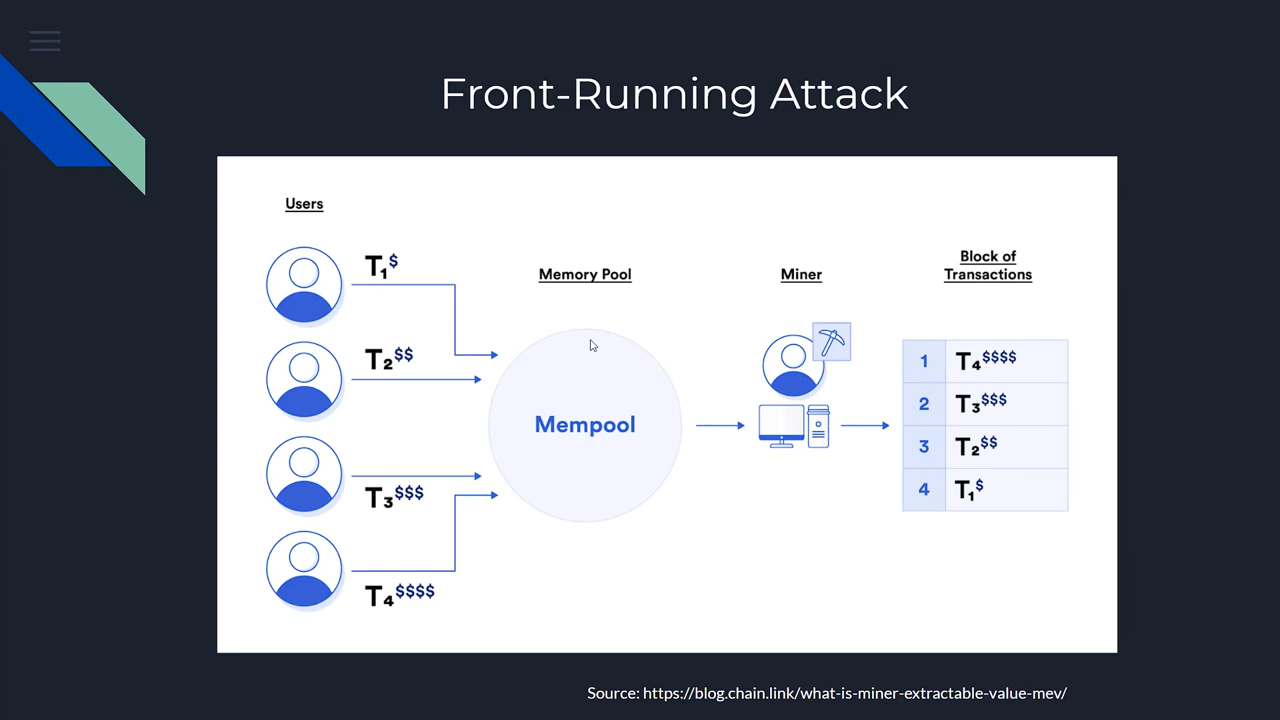 Front-Running Attack
Users
T₁$
T₂$$
T₃$$$
T₄$$$$
Memory Pool
Mempool
Miner
Block of
Transactions
1 T₄$$$$
2 T₃$$$
3 T₂$$
4 T₁$
Source: https://blog.chain.link/what-is-miner-extractable-value-mev/